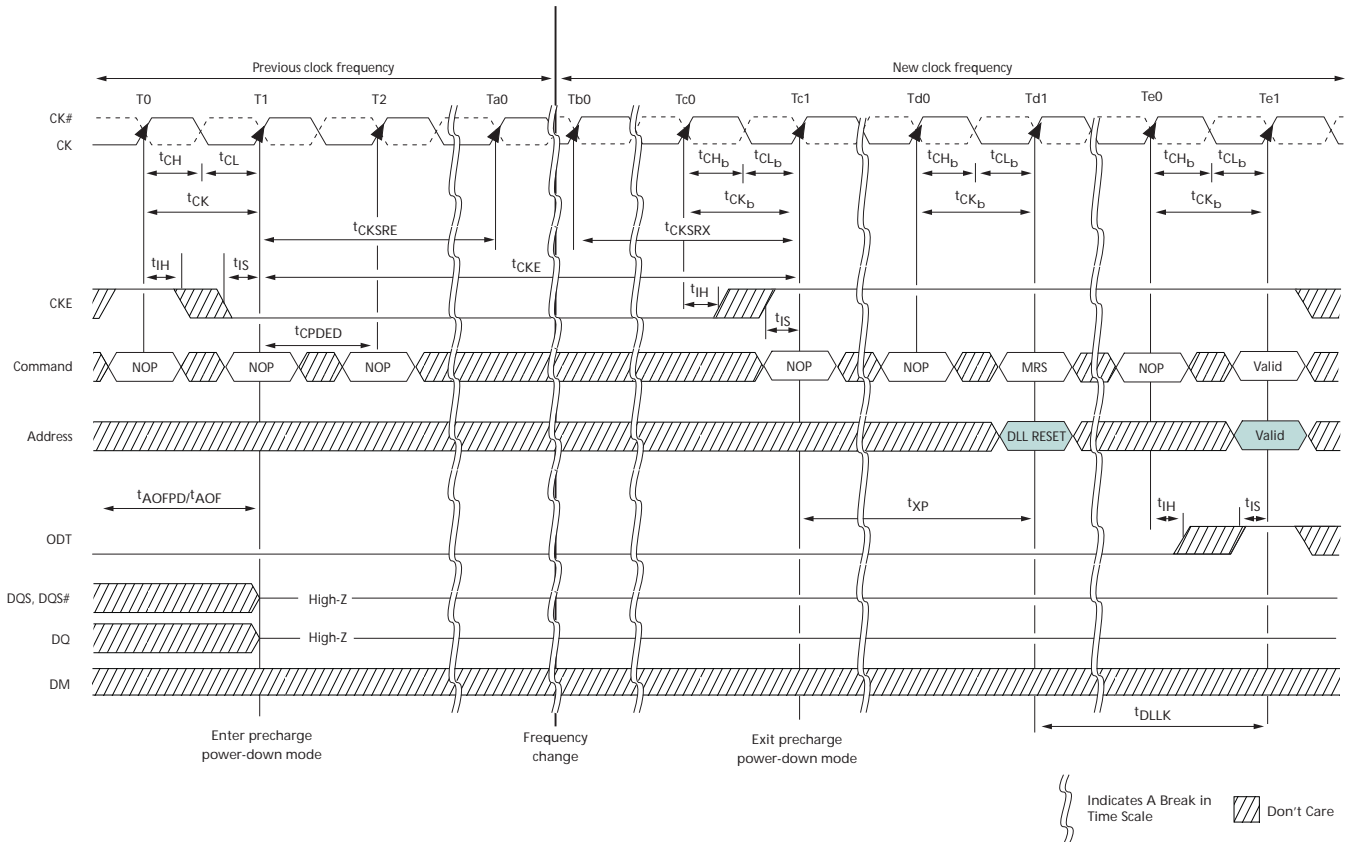 Previous clock frequency
New clock frequency
T0 T1 T2 Ta0 Tb0 Tc0 Tc1 Td0 Td1 Te0 Te1
CK#
CK
tCH tCL tCHb tCLb tCHb tCLb tCHb tCLb
tCK tCKb tCKb tCKb
tCKSRE tCKSRX
tIH tIS tCKE
CKE
tIH
tIS
tCPDED
Command NOP NOP NOP NOP NOP MRS NOP Valid
Address DLL RESET Valid
tAOFPD/tAOF tXP tIH tIS
ODT
DQS, DQS# High-Z
DQ High-Z
DM
tDLLK
Enter precharge
power-down mode
Frequency
change
Exit precharge
power-down mode
Indicates A Break in
Time Scale
Don't Care